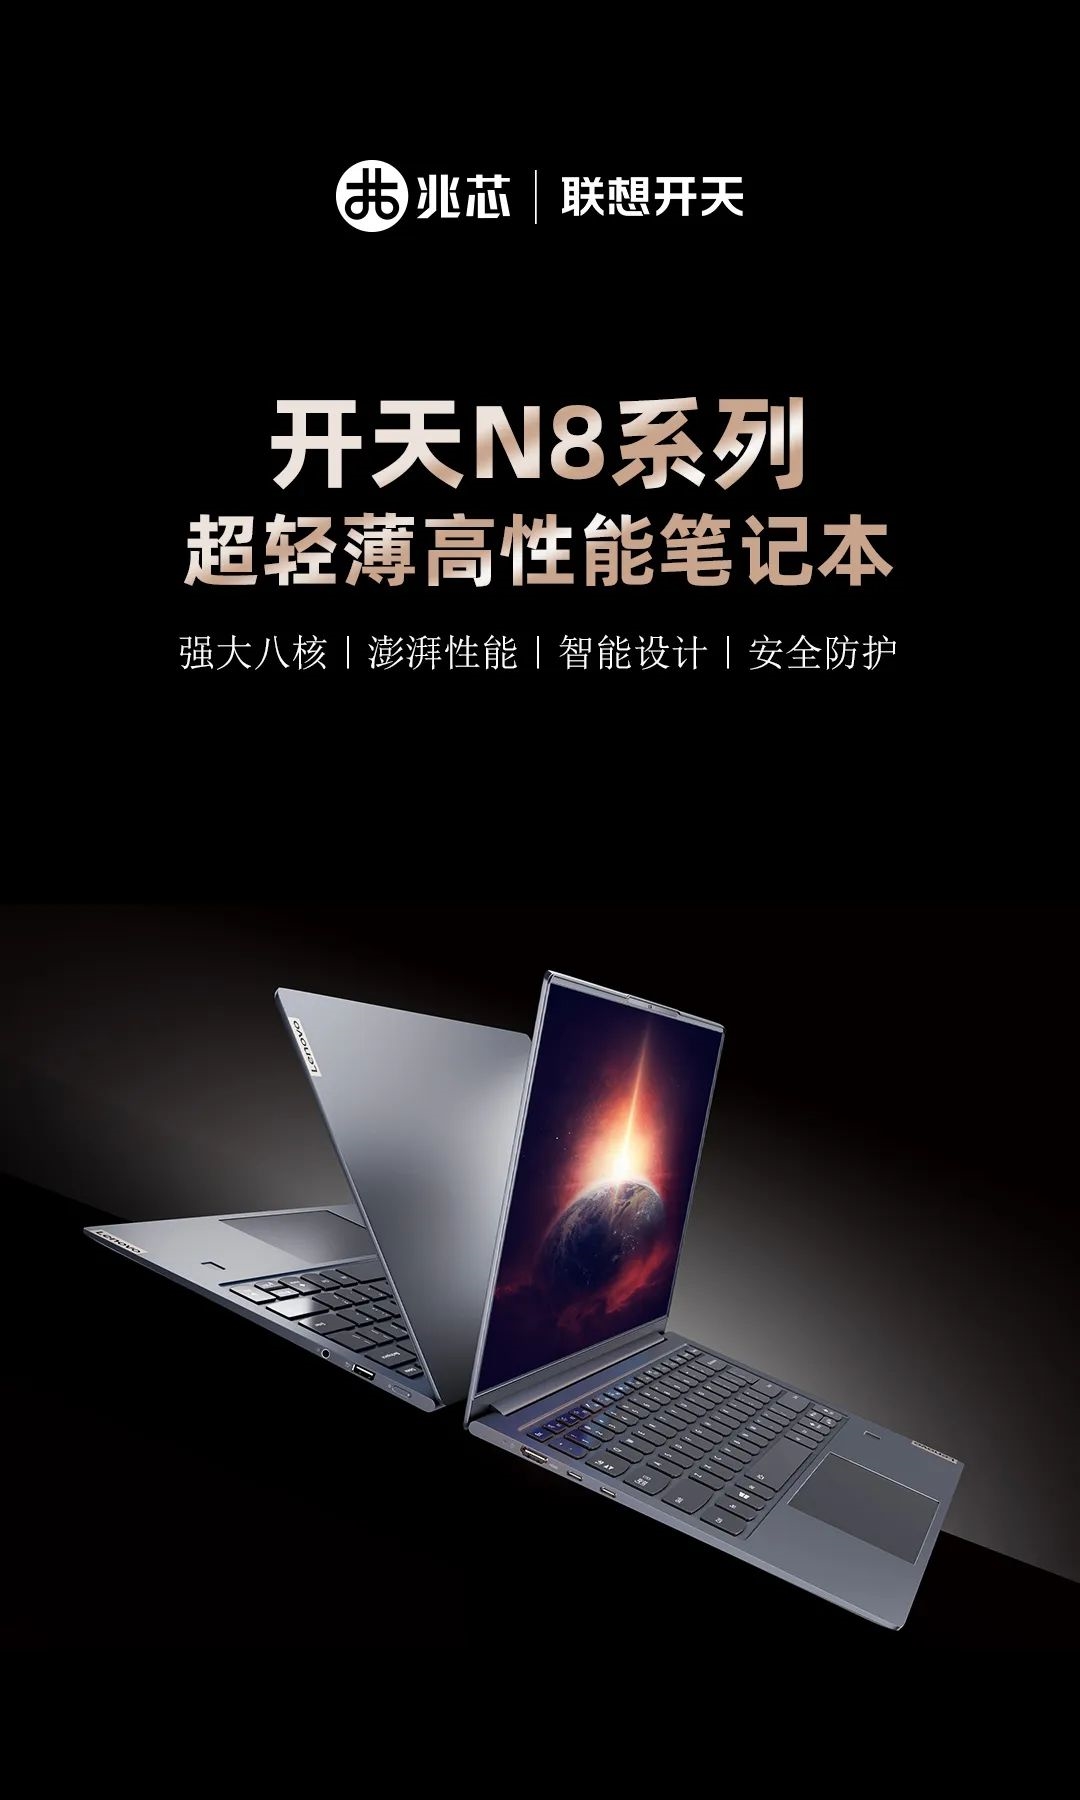 兆芯 | 联想开天
开天N8系列
超轻薄高性能笔记本
强大八核 | 澎湃性能 | 智能设计 | 安全防护
Lenovo
Lenovo